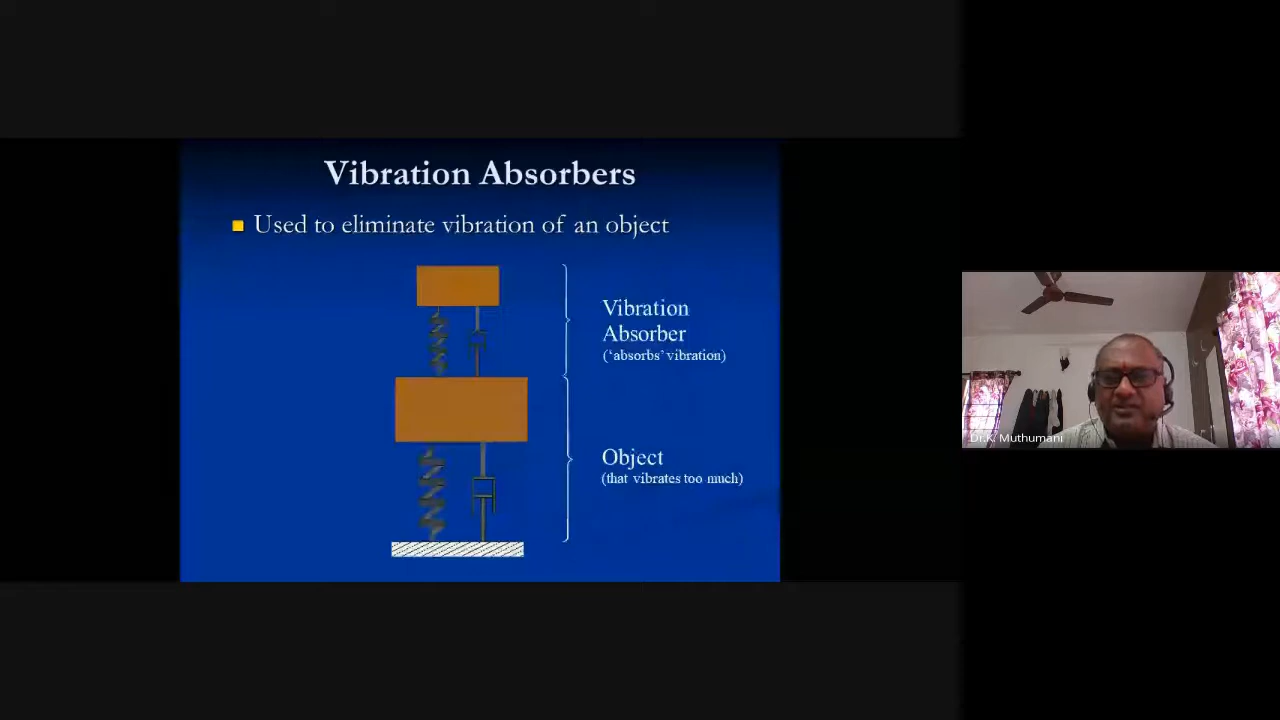 Vibration Absorbers
Used to eliminate vibration of an object
Vibration
Absorber
(‘absorbs’ vibration)
Object
(that vibrates too much)
Dr.K. Muthumani